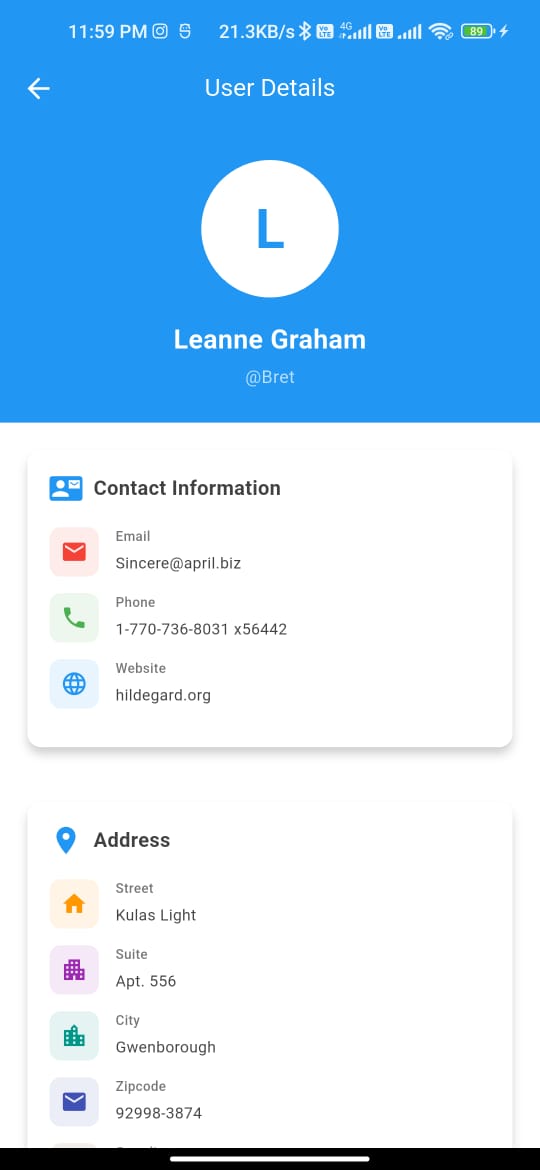 11:59 PM 21.3KB/s Vo LTE 4G Vo LTE 89
User Details
L
Leanne Graham
@Bret
Contact Information
Email
Sincere@april.biz
Phone
1-770-736-8031 x56442
Website
hildegard.org
Address
Street
Kulas Light
Suite
Apt. 556
City
Gwenborough
Zipcode
92998-3874